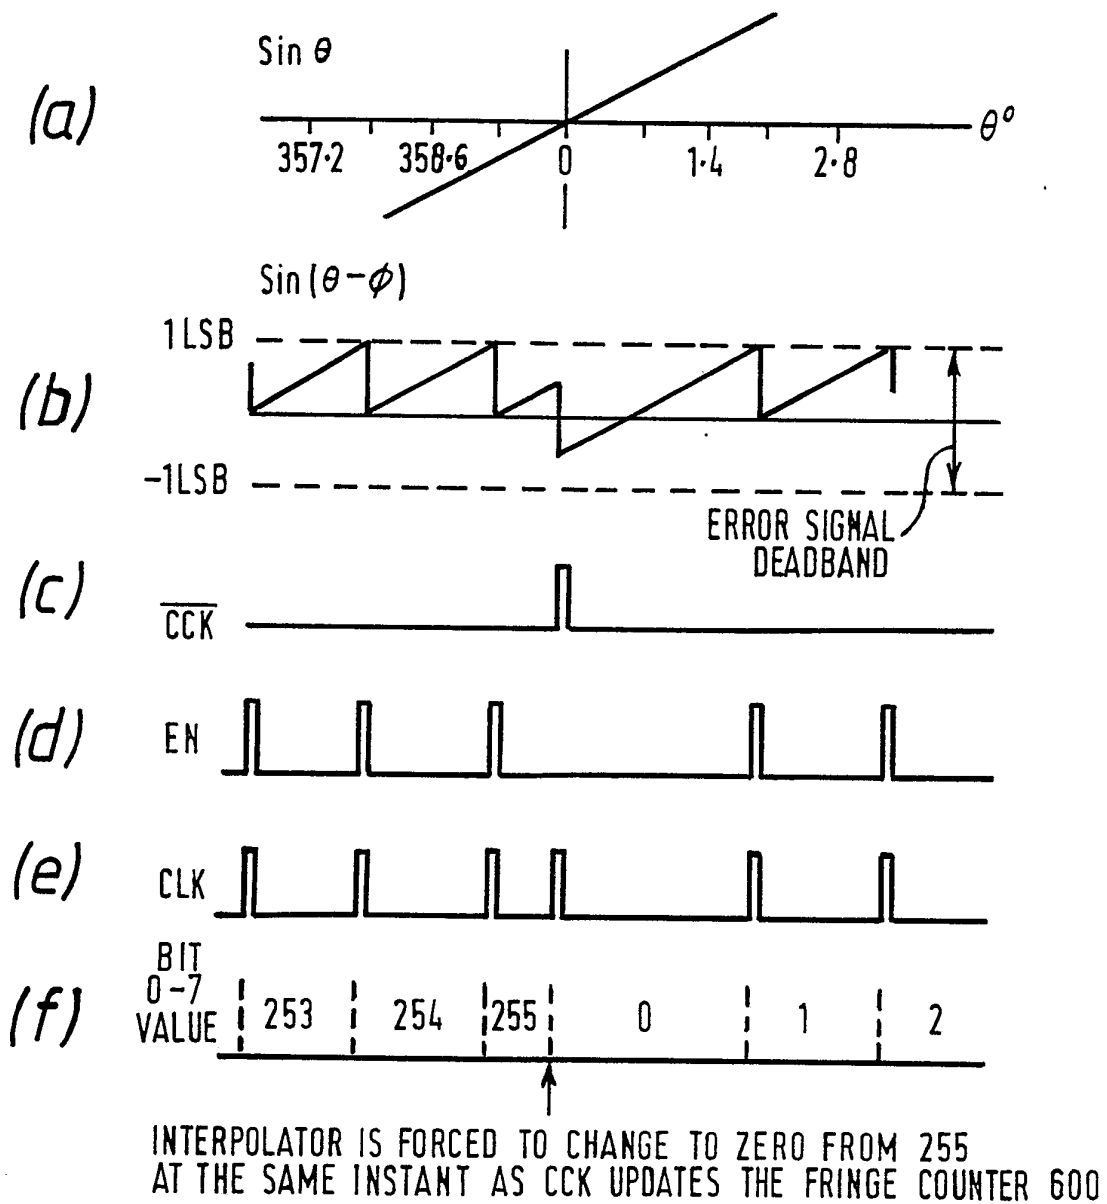 (a)
Sin θ
θ°
357·2 358·6 0 1·4 2·8
Sin (θ-ϕ)
(b)
1LSB
-1LSB
ERROR SIGNAL
DEADBAND
(c)
C̅C̅K̅
(d)
EN
(e)
CLK
(f)
BIT
0-7
VALUE
253 254 255 0 1 2
INTERPOLATOR IS FORCED TO CHANGE TO ZERO FROM 255
AT THE SAME INSTANT AS CCK UPDATES THE FRINGE COUNTER 600